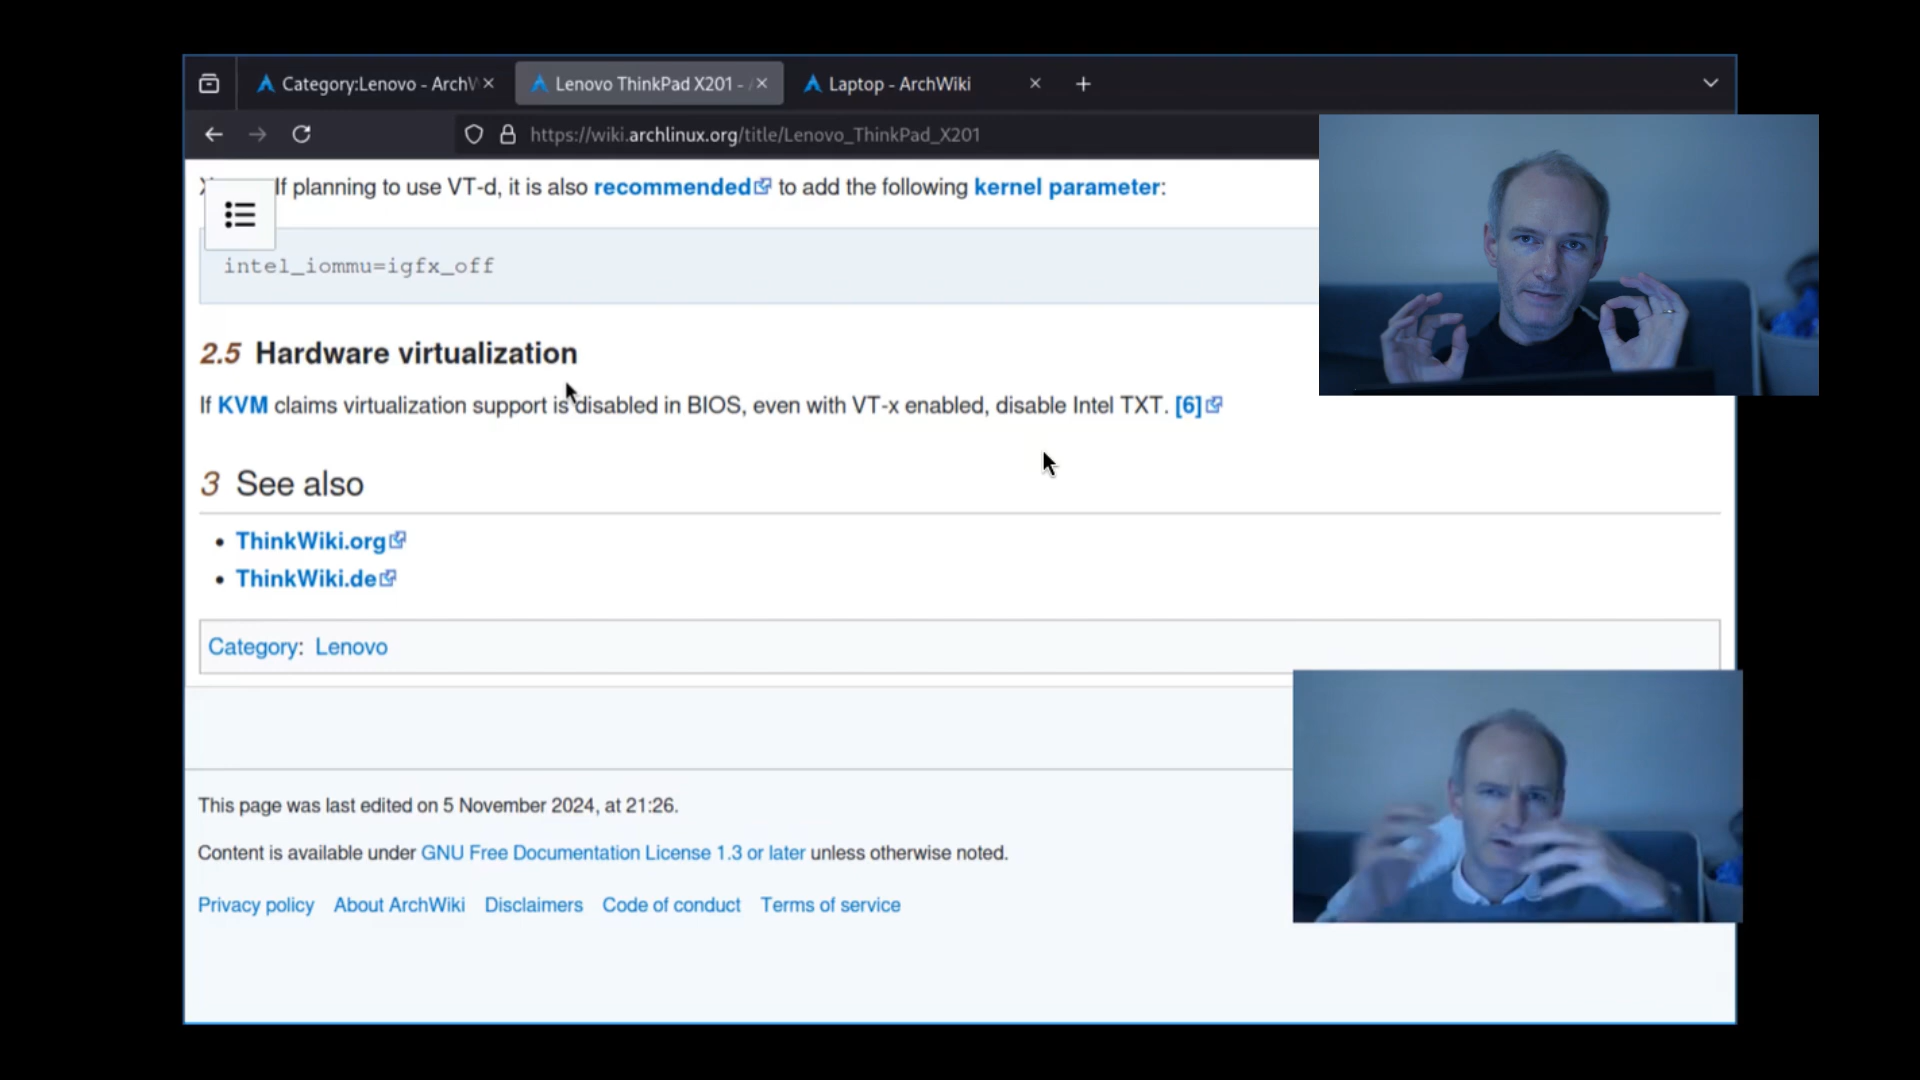 Category:Lenovo - ArchW
Lenovo ThinkPad X201 - A
Laptop - ArchWiki
https://wiki.archlinux.org/title/Lenovo_ThinkPad_X201
If planning to use VT-d, it is also recommended to add the following kernel parameter:
intel_iommu=igfx_off
2.5 Hardware virtualization
If KVM claims virtualization support is disabled in BIOS, even with VT-x enabled, disable Intel TXT. [6]
3 See also
• ThinkWiki.org
• ThinkWiki.de
Category: Lenovo
This page was last edited on 5 November 2024, at 21:26.
Content is available under GNU Free Documentation License 1.3 or later unless otherwise noted.
Privacy policy About ArchWiki Disclaimers Code of conduct Terms of service